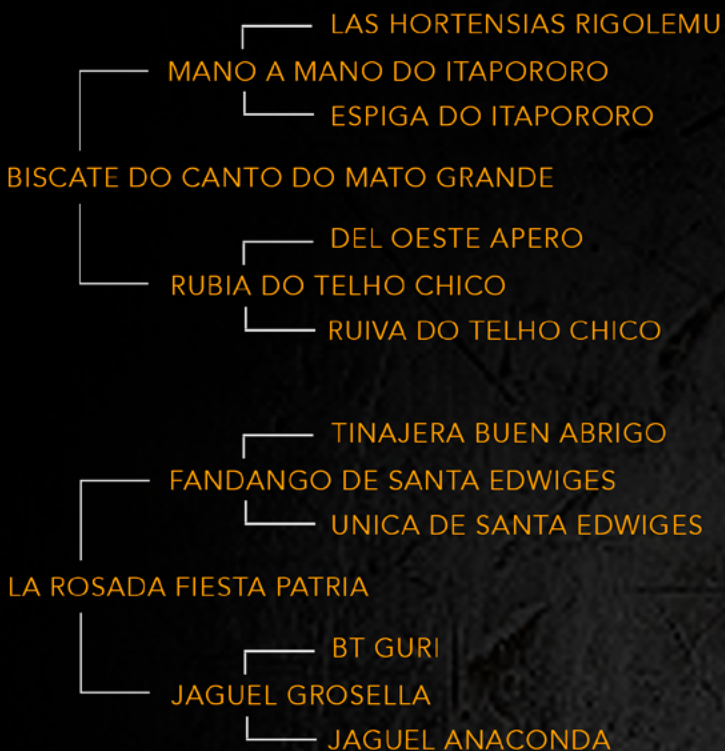 LAS HORTENSIAS RIGOLEMU
MANO A MANO DO ITAPORORO
ESPIGA DO ITAPORORO
BISCATE DO CANTO DO MATO GRANDE
DEL OESTE APERO
RUBIA DO TELHO CHICO
RUIVA DO TELHO CHICO
TINAJERA BUEN ABRIGO
FANDANGO DE SANTA EDWIGES
UNICA DE SANTA EDWIGES
LA ROSADA FIESTA PATRIA
BT GURI
JAGUEL GROSELLA
JAGUEL ANACONDA